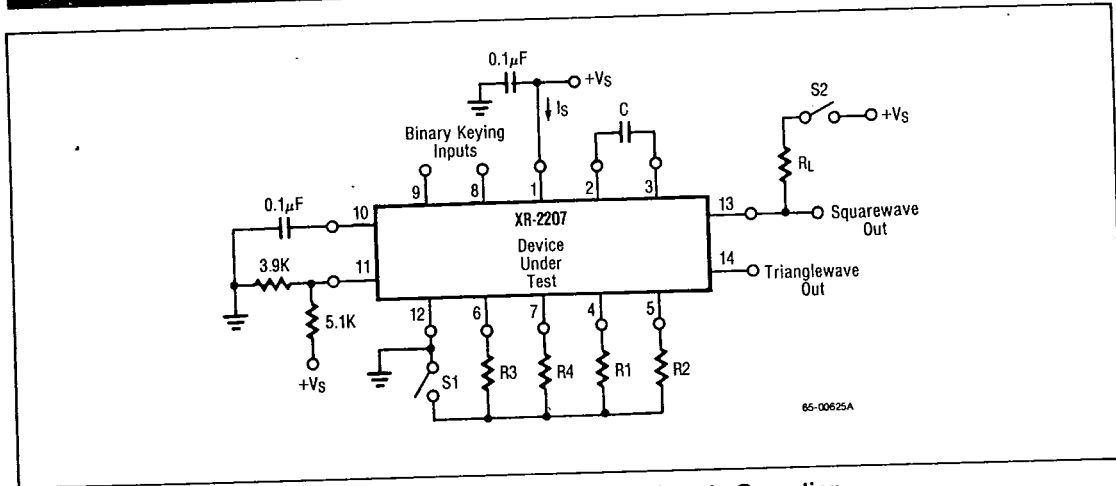 0.1µF
+VS
IS
C
S2
+VS
Binary Keying
Inputs
RL
9
8
1
2
3
0.1µF
10
XR-2207
13
Squarewave
Out
Device
Under
Test
3.9K
11
14
Trianglewave
Out
5.1K
12
6
7
4
5
+VS
S1
R3
R4
R1
R2
65-00625A